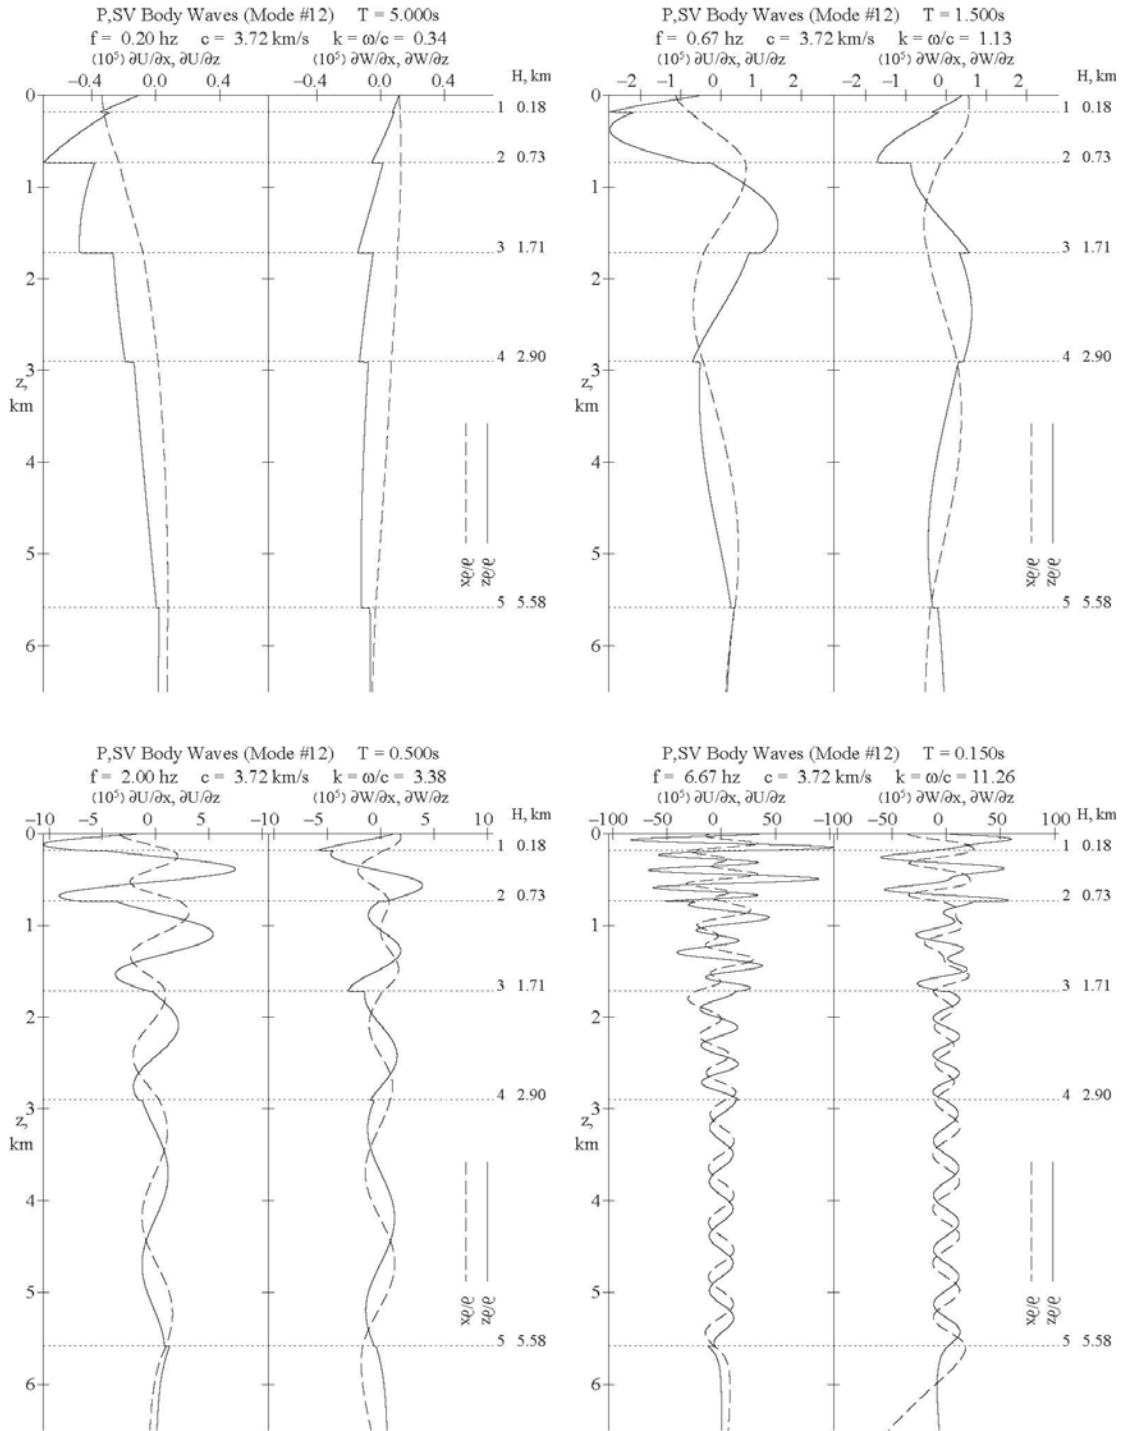 P,SV Body Waves (Mode #12) T = 5.000s
f = 0.20 hz c = 3.72 km/s k = ω/c = 0.34
(10⁵) ∂U/∂x, ∂U/∂z (10⁵) ∂W/∂x, ∂W/∂z
−0.4 0.0 0.4 −0.4 0.0 0.4 H, km
0
1 0.18
2 0.73
1
3 1.71
2
4 2.90
3
z,
km
4
5
∂/∂x
∂/∂z
5 5.58
6
P,SV Body Waves (Mode #12) T = 1.500s
f = 0.67 hz c = 3.72 km/s k = ω/c = 1.13
(10⁵) ∂U/∂x, ∂U/∂z (10⁵) ∂W/∂x, ∂W/∂z
−2 −1 0 1 2 −2 −1 0 1 2 H, km
0
1 0.18
2 0.73
1
3 1.71
2
4 2.90
3
z,
km
4
5
∂/∂x
∂/∂z
5 5.58
6
P,SV Body Waves (Mode #12) T = 0.500s
f = 2.00 hz c = 3.72 km/s k = ω/c = 3.38
(10⁵) ∂U/∂x, ∂U/∂z (10⁵) ∂W/∂x, ∂W/∂z
−10 −5 0 5 −10 −5 0 5 10 H, km
0
1 0.18
2 0.73
1
3 1.71
2
4 2.90
3
z,
km
4
5
∂/∂x
∂/∂z
5 5.58
6
P,SV Body Waves (Mode #12) T = 0.150s
f = 6.67 hz c = 3.72 km/s k = ω/c = 11.26
(10⁵) ∂U/∂x, ∂U/∂z (10⁵) ∂W/∂x, ∂W/∂z
−100 −50 0 50 −100 −50 0 50 100 H, km
0
1 0.18
2 0.73
1
3 1.71
2
4 2.90
3
z,
km
4
5
∂/∂x
∂/∂z
5 5.58
6